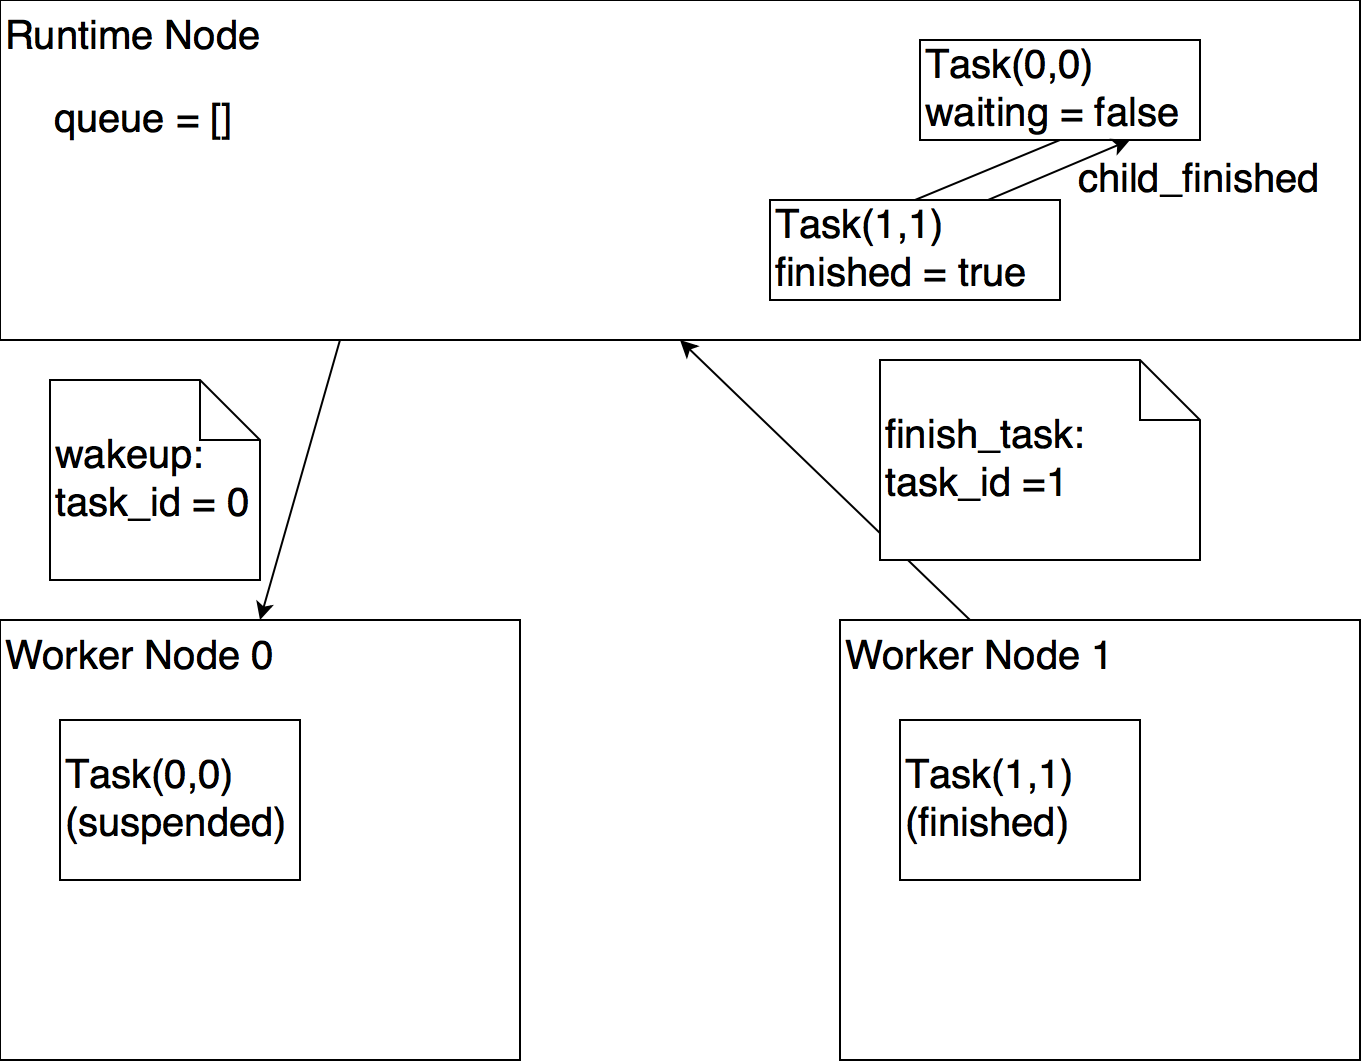 Runtime Node
queue = []
Task(0,0)
waiting = false
child_finished
Task(1,1)
finished = true
wakeup:
task_id = 0
finish_task:
task_id =1
Worker Node 0
Task(0,0)
(suspended)
Worker Node 1
Task(1,1)
(finished)